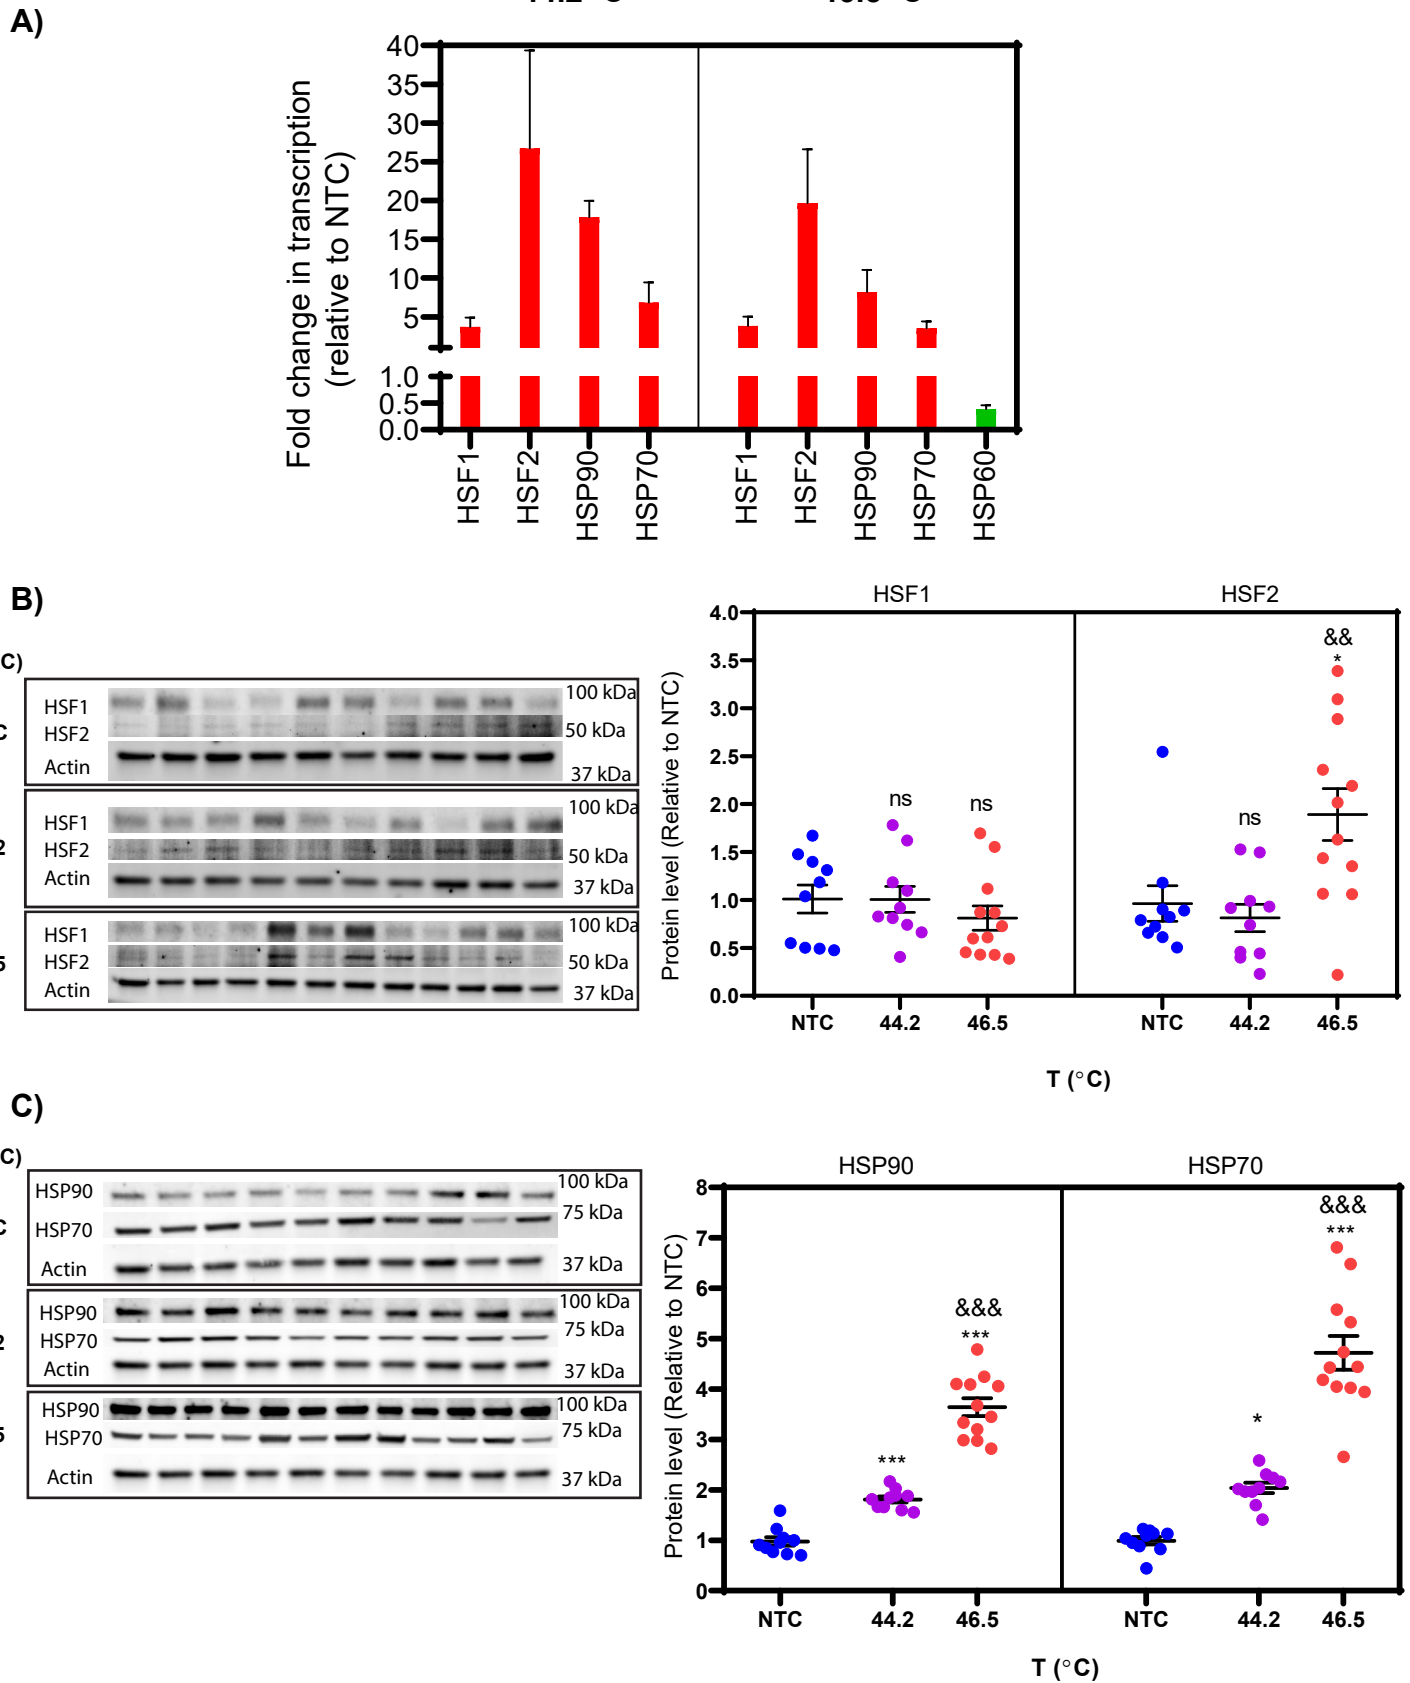 A)
Fold change in transcription
(relative to NTC)
40
35
30
25
20
15
10
5
1.0
0.5
0.0
HSF1
HSF2
HSP90
HSP70
HSF1
HSF2
HSP90
HSP70
HSP60
B)
C)
C
HSF1
HSF2
Actin
100 kDa
50 kDa
37 kDa
2
HSF1
HSF2
Actin
100 kDa
50 kDa
37 kDa
5
HSF1
HSF2
Actin
100 kDa
50 kDa
37 kDa
HSF1
HSF2
Protein level (Relative to NTC)
4.0
3.5
3.0
2.5
2.0
1.5
1.0
0.5
0.0
ns
ns
ns
&&
*
NTC
44.2
46.5
NTC
44.2
46.5
T (°C)
C)
C)
C
HSP90
HSP70
Actin
100 kDa
75 kDa
37 kDa
2
HSP90
HSP70
Actin
100 kDa
75 kDa
37 kDa
5
HSP90
HSP70
Actin
100 kDa
75 kDa
37 kDa
HSP90
HSP70
Protein level (Relative to NTC)
8
7
6
5
4
3
2
1
0
***
&&&
***
*
&&&
***
NTC
44.2
46.5
NTC
44.2
46.5
T (°C)